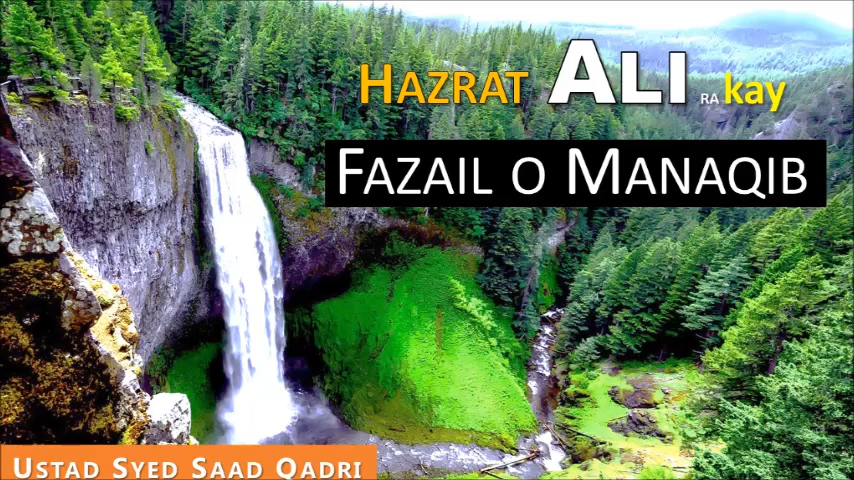 HAZRAT ALI RA kay
FAZAIL O MANAQIB
USTAD SYED SAAD QADRI